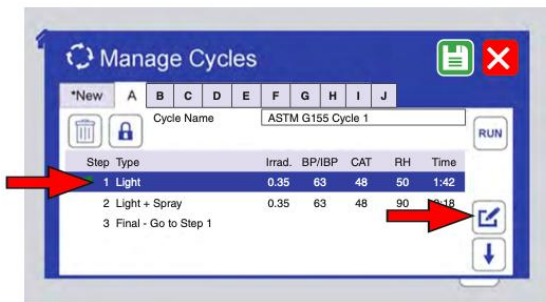 Manage Cycles
*New A B C D E F G H I J
Cycle Name ASTM G155 Cycle 1
RUN
Step Type Irrad. BP/IBP CAT RH Time
1 Light 0.35 63 48 50 1:42
2 Light + Spray 0.35 63 48 90 :18
3 Final - Go to Step 1